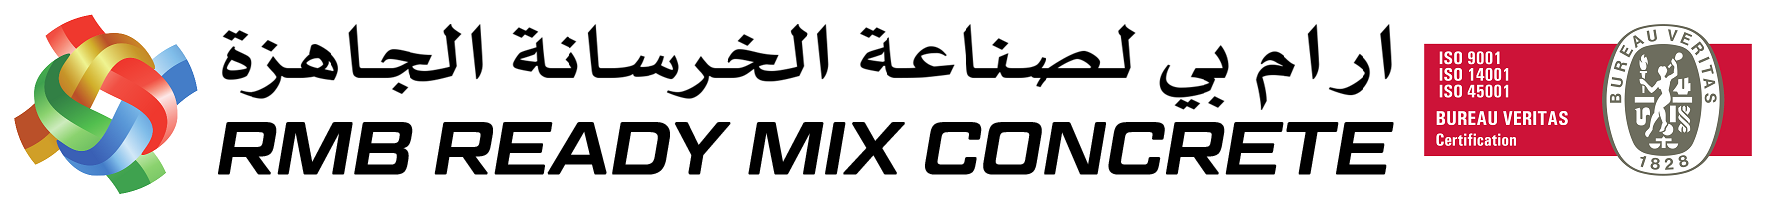 ارام بي لصناعة الخرسانة الجاهزة
RMB READY MIX CONCRETE
ISO 9001
ISO 14001
ISO 45001
BUREAU VERITAS
Certification
BUREAU VERITAS
1828